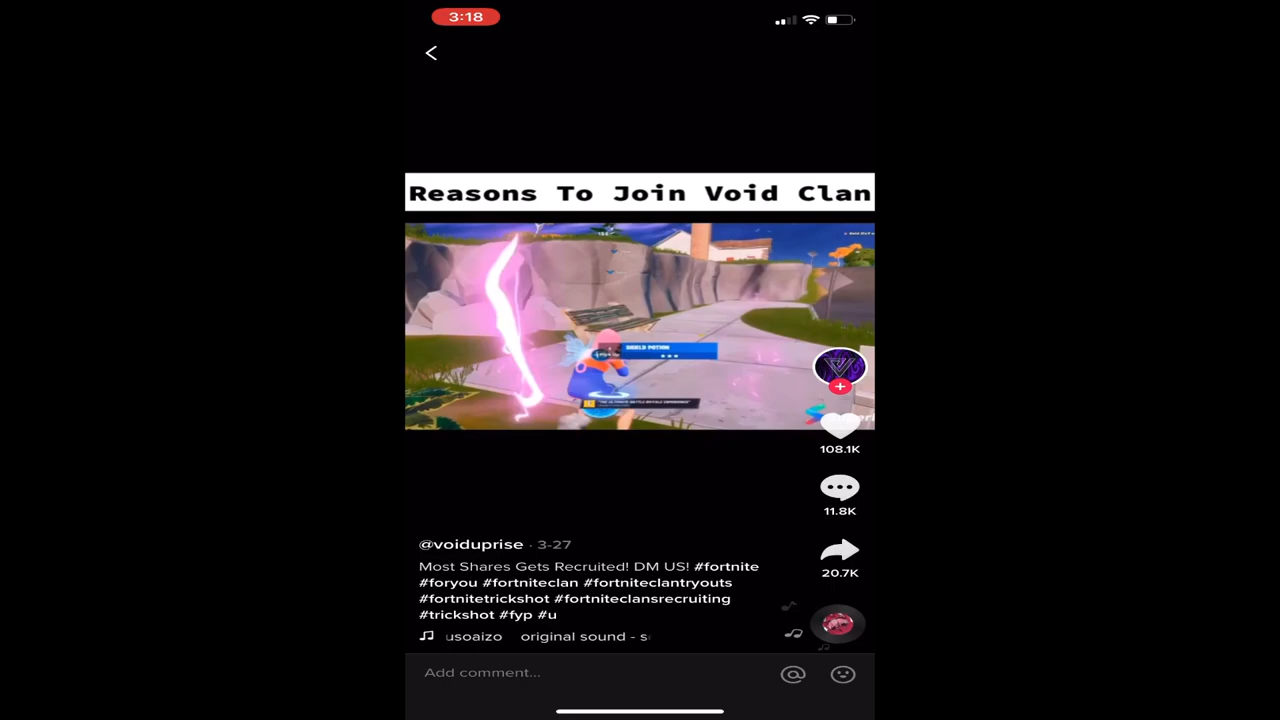 3:18
Reasons To Join Void Clan
SHIELD POTION
108.1K
11.8K
@voiduprise · 3-27
Most Shares Gets Recruited! DM US! #fortnite
#foryou #fortniteclan #fortniteclantryouts
#fortnitetrickshot #fortniteclansrecruiting
#trickshot #fyp #u
20.7K
usoaizo original sound - s
Add comment...